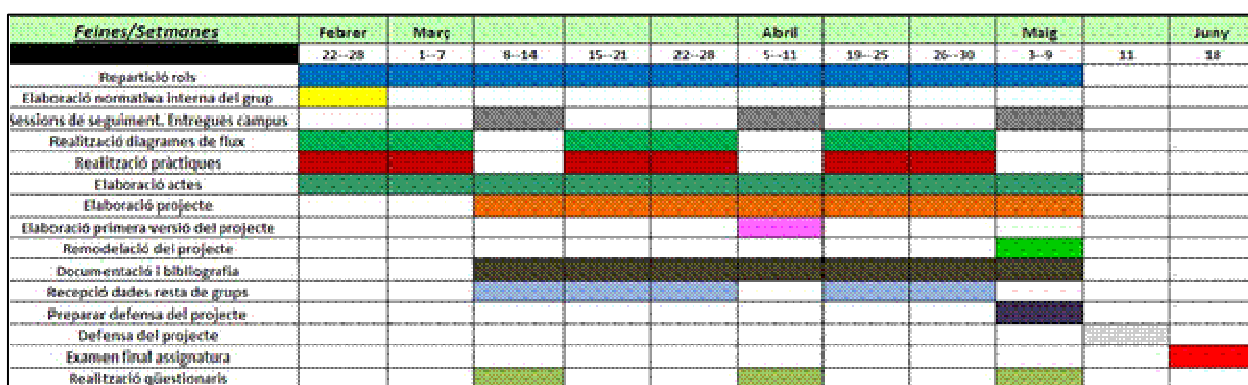 Feines/Setmanes Febrer Març Abril Maig Juny
22--28 1--7 8--14 15--21 22--28 5--11 19--25 26--30 3--9 11 18
Repartició rols
Elaboració normativa interna del grup
Sessions de seguiment. Entregues campus
Realització diagrames de flux
Realització pràctiques
Elaboració actes
Elaboració projecte
Elaboració primera versió del projecte
Remodelació del projecte
Documentació i bibliografia
Recepció dades resta de grups
Preparar defensa del projecte
Defensa del projecte
Examen final assignatura
Realització qüestionaris